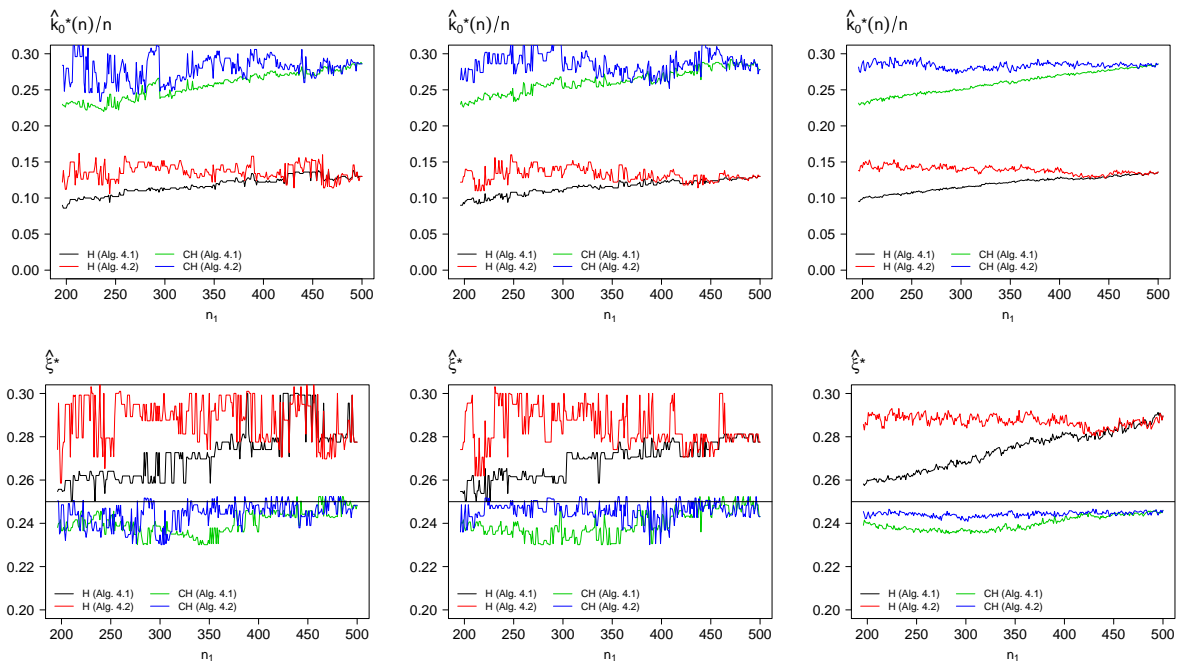 k̂₀*(n)/n
0.30
0.25
0.20
0.15
0.10
0.05
0.00
H (Alg. 4.1) CH (Alg. 4.1)
H (Alg. 4.2) CH (Alg. 4.2)
200 250 300 350 400 450 500
n₁
k̂₀*(n)/n
0.30
0.25
0.20
0.15
0.10
0.05
0.00
H (Alg. 4.1) CH (Alg. 4.1)
H (Alg. 4.2) CH (Alg. 4.2)
200 250 300 350 400 450 500
n₁
k̂₀*(n)/n
0.30
0.25
0.20
0.15
0.10
0.05
0.00
H (Alg. 4.1) CH (Alg. 4.1)
H (Alg. 4.2) CH (Alg. 4.2)
200 250 300 350 400 450 500
n₁
ξ̂*
0.30
0.28
0.26
0.24
0.22
0.20
H (Alg. 4.1) CH (Alg. 4.1)
H (Alg. 4.2) CH (Alg. 4.2)
200 250 300 350 400 450 500
n₁
ξ̂*
0.30
0.28
0.26
0.24
0.22
0.20
H (Alg. 4.1) CH (Alg. 4.1)
H (Alg. 4.2) CH (Alg. 4.2)
200 250 300 350 400 450 500
n₁
ξ̂*
0.30
0.28
0.26
0.24
0.22
0.20
H (Alg. 4.1) CH (Alg. 4.1)
H (Alg. 4.2) CH (Alg. 4.2)
200 250 300 350 400 450 500
n₁